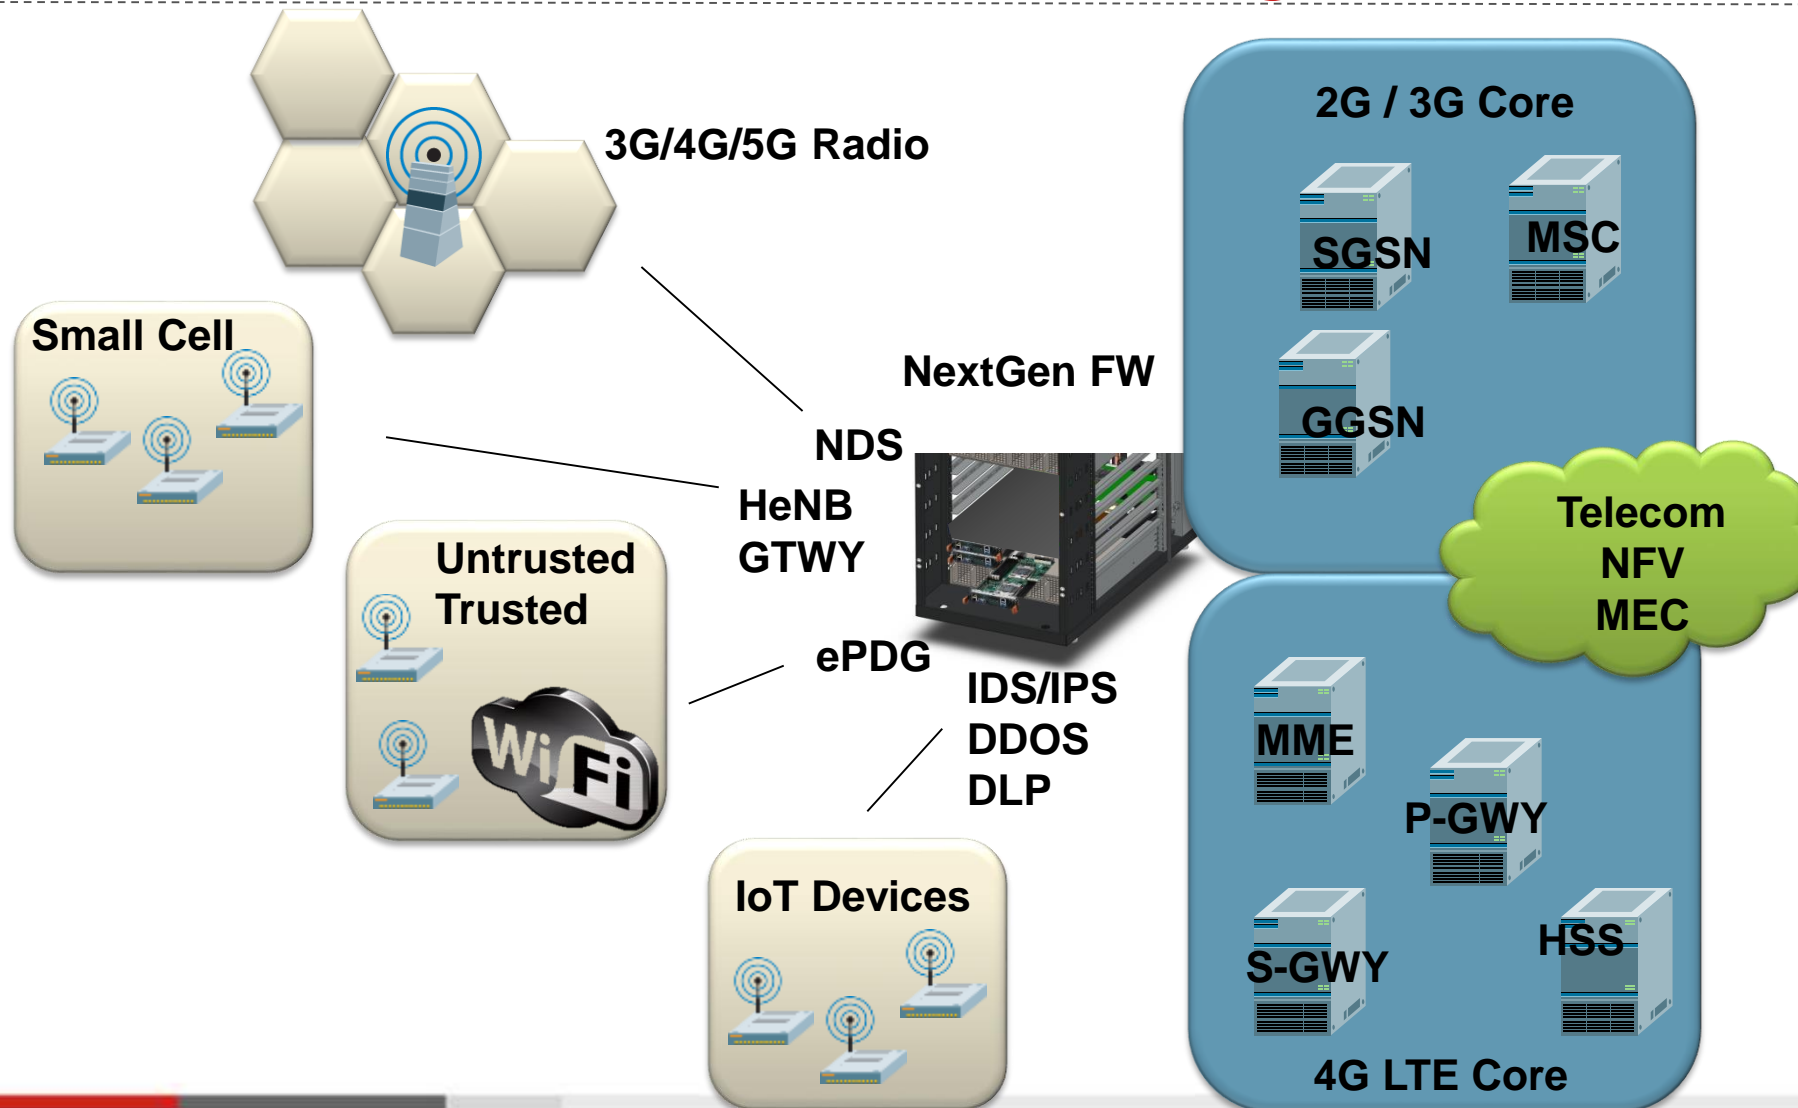 3G/4G/5G Radio
2G / 3G Core
SGSN
MSC
GGSN
Small Cell
NextGen FW
NDS
HeNB
GTWY
Untrusted
Trusted
WiFi
ePDG
IDS/IPS
DDOS
DLP
IoT Devices
Telecom
NFV
MEC
MME
P-GWY
S-GWY
HSS
4G LTE Core